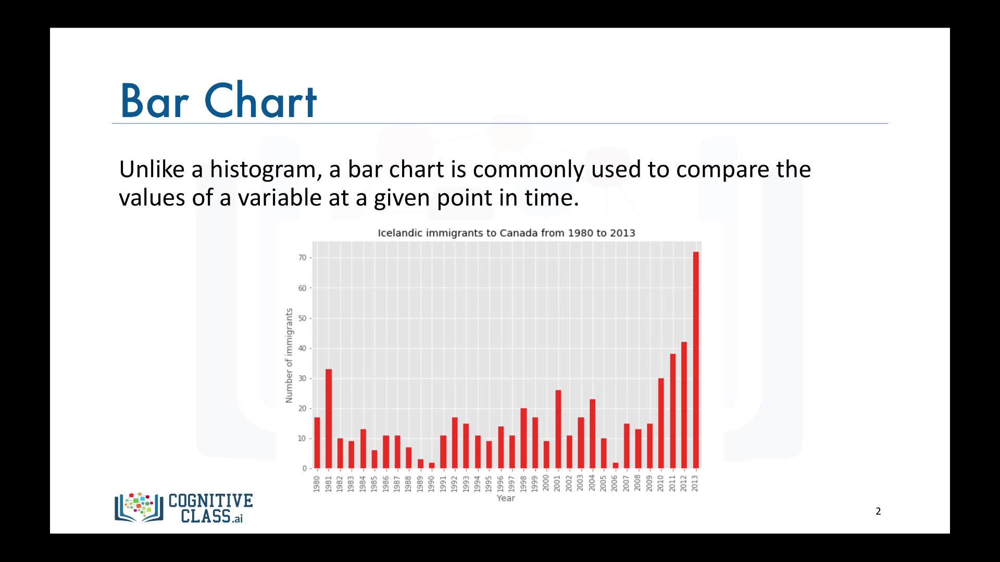 Bar Chart
Unlike a histogram, a bar chart is commonly used to compare the
values of a variable at a given point in time.
Icelandic immigrants to Canada from 1980 to 2013
70
60
50
40
30
20
10
0
Number of immigrants
1980 1981 1982 1983 1984 1985 1986 1987 1988 1989 1990 1991 1992 1993 1994 1995 1996 1997 1998 1999 2000 2001 2002 2003 2004 2005 2006 2007 2008 2009 2010 2011 2012 2013
Year
COGNITIVE
CLASS.ai
2